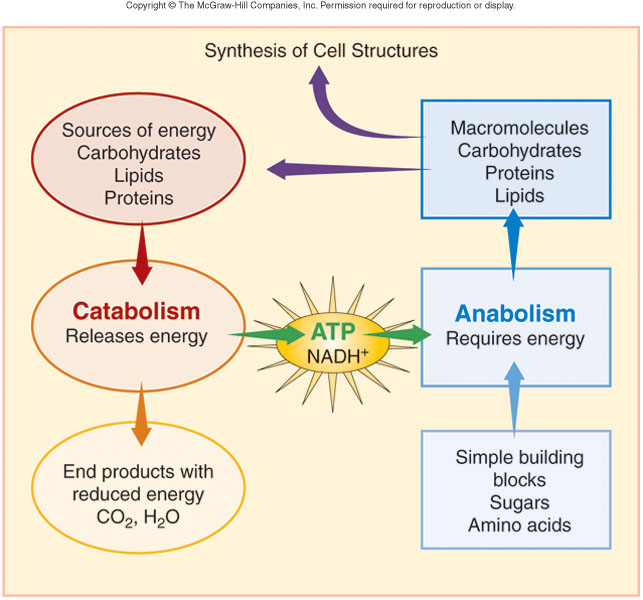 Copyright © The McGraw-Hill Companies, Inc. Permission required for reproduction or display.
Synthesis of Cell Structures
Sources of energy
Carbohydrates
Lipids
Proteins
Macromolecules
Carbohydrates
Proteins
Lipids
Catabolism
Releases energy
ATP
NADH⁺
Anabolism
Requires energy
End products with
reduced energy
CO₂, H₂O
Simple building
blocks
Sugars
Amino acids